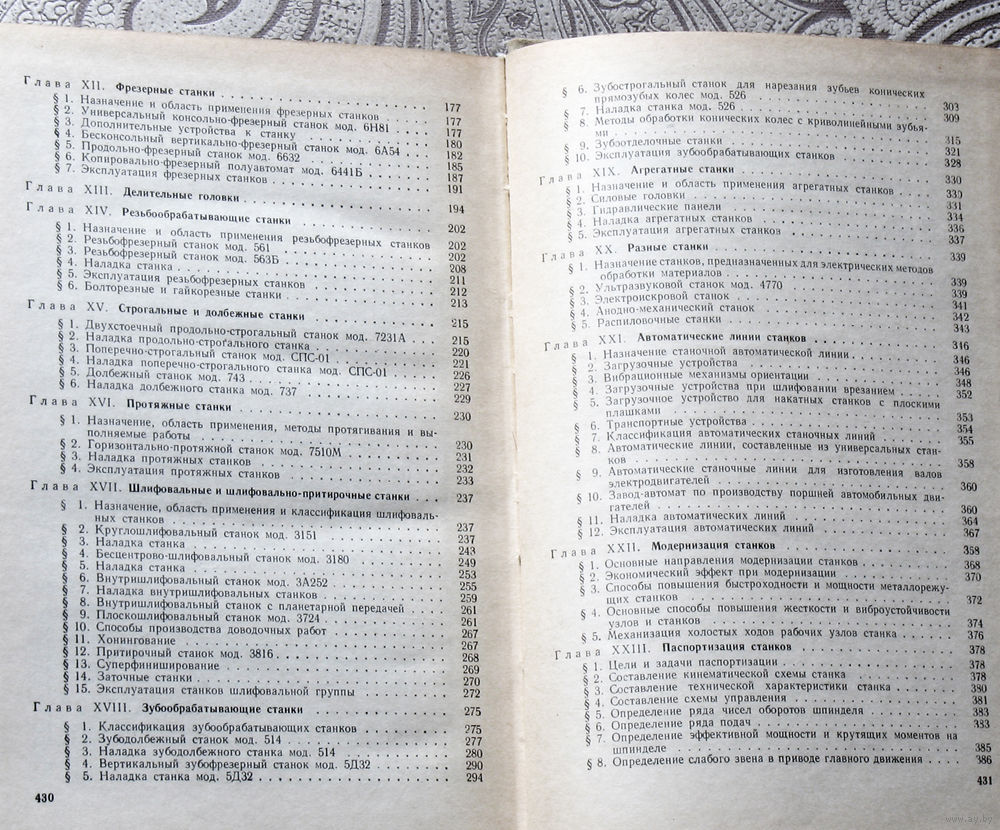 Глава XII. Фрезерные станки . . . 177
§ 1. Назначение и область применения фрезерных станков . . . 177
§ 2. Универсальный консольно-фрезерный станок мод. 6Н81 . . . 177
§ 3. Дополнительные устройства к станку . . . 180
§ 4. Бесконсольный вертикально-фрезерный станок мод. 6А54 . . . 182
§ 5. Продольно-фрезерный станок мод. 6632 . . . 185
§ 6. Копировально-фрезерный полуавтомат мод. 6441Б . . . 187
§ 7. Эксплуатация фрезерных станков . . . 191
Глава XIII. Делительные головки . . . 194
Глава XIV. Резьбообрабатывающие станки . . . 202
§ 1. Назначение и область применения резьбофрезерных станков 202
§ 2. Резьбофрезерный станок мод. 561 . . . 202
§ 3. Резьбофрезерный станок мод. 563Б . . . 208
§ 4. Наладка станка . . . 211
§ 5. Эксплуатация резьбофрезерных станков . . . 212
§ 6. Болторезные и гайкорезные станки . . . 213
Глава XV. Строгальные и долбежные станки . . . 215
§ 1. Двухстоечный продольно-строгальный станок мод. 7231А . . . 215
§ 2. Наладка продольно-строгального станка . . . 220
§ 3. Поперечно-строгальный станок мод. СПС-01 . . . 221
§ 4. Наладка поперечно-строгального станка мод. СПС-01 . . . 226
§ 5. Долбежный станок мод. 743 . . . 227
§ 6. Наладка долбежного станка мод. 737 . . . 229
Глава XVI. Протяжные станки . . . 230
§ 1. Назначение, область применения, методы протягивания и вы-
полняемые работы . . . 230
§ 2. Горизонтально-протяжной станок мод. 7510М . . . 231
§ 3. Наладка протяжных станков . . . 232
§ 4. Эксплуатация протяжных станков . . . 233
Глава XVII. Шлифовальные и шлифовально-притирочные станки . . . 237
§ 1. Назначение, область применения и классификация шлифоваль-
ных станков . . . 237
§ 2. Круглошлифовальный станок мод. 3151 . . . 237
§ 3. Наладка станка . . . 243
§ 4. Бесцентрово-шлифовальный станок мод. 3180 . . . 249
§ 5. Наладка станка . . . 253
§ 6. Внутришлифовальный станок мод. 3А252 . . . 255
§ 7. Наладка внутришлифовальных станков . . . 259
§ 8. Внутришлифовальный станок с планетарной передачей . . . 261
§ 9. Плоскошлифовальный станок мод. 3724 . . . 261
§ 10. Способы производства доводочных работ . . . 267
§ 11. Хонингование . . . 267
§ 12. Притирочный станок мод. 3816 . . . 268
§ 13. Суперфиниширование . . . 269
§ 14. Заточные станки . . . 270
§ 15. Эксплуатация станков шлифовальной группы . . . 272
Глава XVIII. Зубообрабатывающие станки . . . 275
§ 1. Классификация зубообрабатывающих станков . . . 275
§ 2. Зубодолбежный станок мод. 514 . . . 277
§ 3. Наладка зубодолбежного станка мод. 514 . . . 280
§ 4. Вертикальный зубофрезерный станок мод. 5Д32 . . . 290
§ 5. Наладка станка мод. 5Д32 . . . 294
430
§ 6. Зубострогальный станок для нарезания зубьев конических
прямозубых колес мод. 526 . . . 303
§ 7. Наладка станка мод. 526 . . . 309
§ 8. Методы обработки конических колес с криволинейными зубья-
ми . . . 315
§ 9. Зубоотделочные станки . . . 321
§ 10. Эксплуатация зубообрабатывающих станков . . . 328
Глава XIX. Агрегатные станки . . . 330
§ 1. Назначение и область применения агрегатных станков . . . 330
§ 2. Силовые головки . . . 331
§ 3. Гидравлические панели . . . 334
§ 4. Наладка агрегатных станков . . . 336
§ 5. Эксплуатация агрегатных станков . . . 337
Глава XX. Разные станки . . . 339
§ 1. Назначение станков, предназначенных для электрических методов
обработки материалов . . . 339
§ 2. Ультразвуковой станок мод. 4770 . . . 339
§ 3. Электроискровой станок . . . 341
§ 4. Анодно-механический станок . . . 342
§ 5. Распиловочные станки . . . 343
Глава XXI. Автоматические линии станков . . . 316
§ 1. Назначение станочной автоматической линии . . . 346
§ 2. Загрузочные устройства . . . 346
§ 3. Вибрационные механизмы ориентации . . . 348
§ 4. Загрузочные устройства при шлифовании врезанием . . . 352
§ 5. Загрузочное устройство для накатных станков с плоскими
плашками . . . 353
§ 6. Транспортные устройства . . . 354
§ 7. Классификация автоматических станочных линий . . . 355
§ 8. Автоматические линии, составленные из универсальных стан-
ков . . . 358
§ 9. Автоматические станочные линии для изготовления валов
электродвигателей . . . 360
§ 10. Завод-автомат по производству поршней автомобильных дви-
гателей . . . 360
§ 11. Наладка автоматических линий . . . 364
§ 12. Эксплуатация автоматических линий . . . 367
Глава XXII. Модернизация станков . . . 358
§ 1. Основные направления модернизации станков . . . 368
§ 2. Экономический эффект при модернизации . . . 370
§ 3. Способы повышения быстроходности и мощности металлорежу-
щих станков . . . 372
§ 4. Основные способы повышения жесткости и виброустойчивости
узлов и станков . . . 374
§ 5. Механизация холостых ходов рабочих узлов станка . . . 376
Глава XXIII. Паспортизация станков . . . 378
§ 1. Цели и задачи паспортизации . . . 378
§ 2. Составление кинематической схемы станка . . . 378
§ 3. Составление технической характеристики станка . . . 380
§ 4. Составление схемы управления . . . 381
§ 5. Определение ряда чисел оборотов шпинделя . . . 383
§ 6. Определение ряда подач . . . 383
§ 7. Определение эффективной мощности и крутящих моментов на
шпинделе . . . 385
§ 8. Определение слабого звена в приводе главного движения . . . . 386
431
www.ay.by